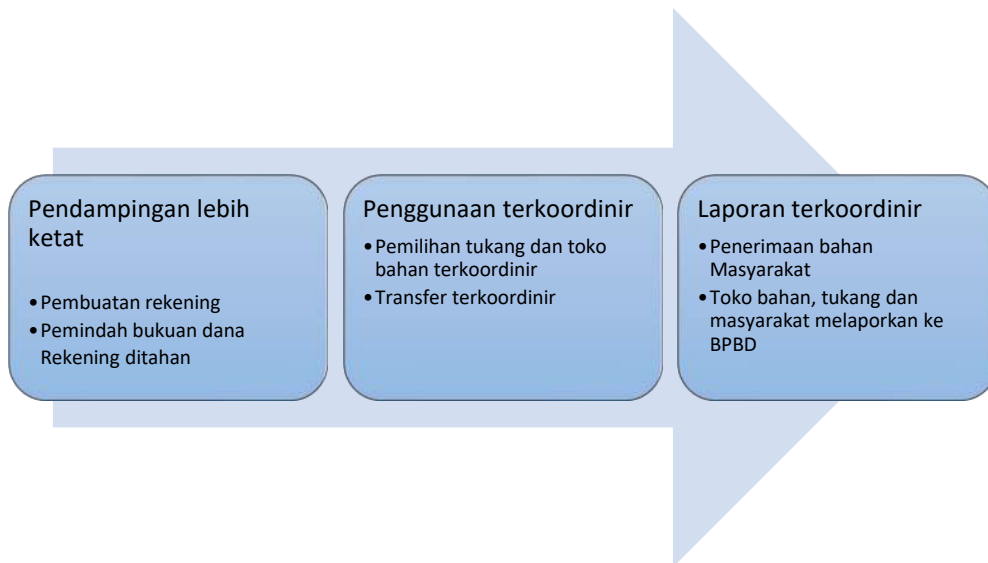 Pendampingan lebih
ketat
•Pembuatan rekening
•Pemindah bukuan dana
Rekening ditahan
Penggunaan terkoordinir
•Pemilihan tukang dan toko
bahan terkoordinir
•Transfer terkoordinir
Laporan terkoordinir
•Penerimaan bahan
Masyarakat
•Toko bahan, tukang dan
masyarakat melaporkan ke
BPBD